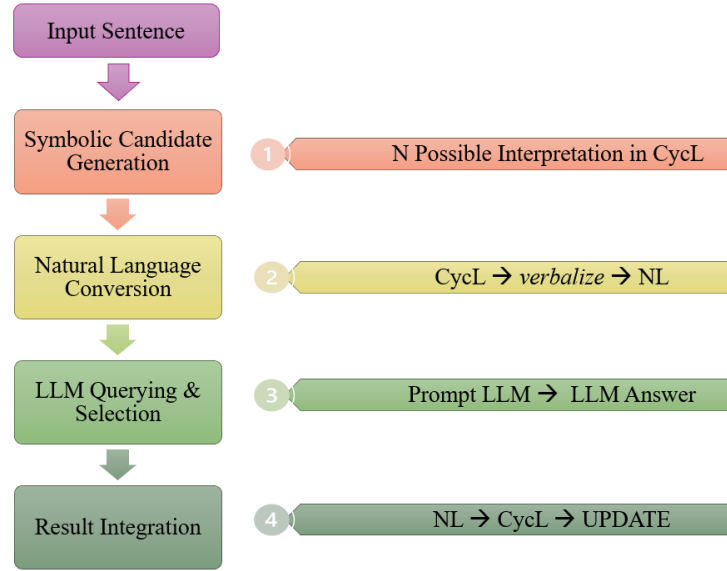 Input Sentence
Symbolic Candidate
Generation
1
N Possible Interpretation in CycL
Natural Language
Conversion
2
CycL → verbalize → NL
LLM Querying &
Selection
3
Prompt LLM → LLM Answer
Result Integration
4
NL → CycL → UPDATE